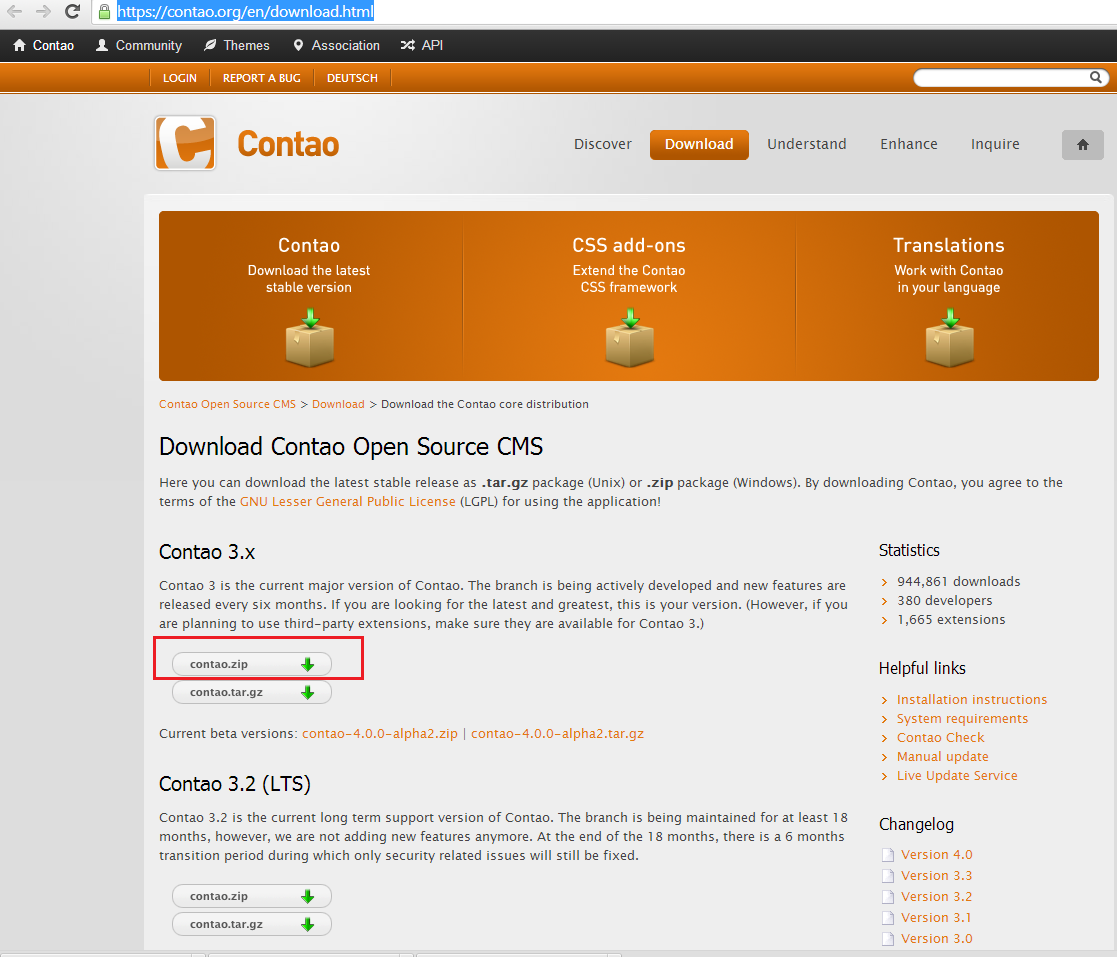 https://contao.org/en/download.html
Contao Community Themes Association API
LOGIN REPORT A BUG DEUTSCH
Contao
Discover Download Understand Enhance Inquire
Contao
Download the latest
stable version
CSS add-ons
Extend the Contao
CSS framework
Translations
Work with Contao
in your language
Contao Open Source CMS > Download > Download the Contao core distribution
Download Contao Open Source CMS
Here you can download the latest stable release as .tar.gz package (Unix) or .zip package (Windows). By downloading Contao, you agree to the
terms of the GNU Lesser General Public License (LGPL) for using the application!
Contao 3.x
Contao 3 is the current major version of Contao. The branch is being actively developed and new features are
released every six months. If you are looking for the latest and greatest, this is your version. (However, if you
are planning to use third-party extensions, make sure they are available for Contao 3.)
contao.zip
contao.tar.gz
Current beta versions: contao-4.0.0-alpha2.zip | contao-4.0.0-alpha2.tar.gz
Contao 3.2 (LTS)
Contao 3.2 is the current long term support version of Contao. The branch is being maintained for at least 18
months, however, we are not adding new features anymore. At the end of the 18 months, there is a 6 months
transition period during which only security related issues will still be fixed.
contao.zip
contao.tar.gz
Statistics
944,861 downloads
380 developers
1,665 extensions
Helpful links
Installation instructions
System requirements
Contao Check
Manual update
Live Update Service
Changelog
Version 4.0
Version 3.3
Version 3.2
Version 3.1
Version 3.0